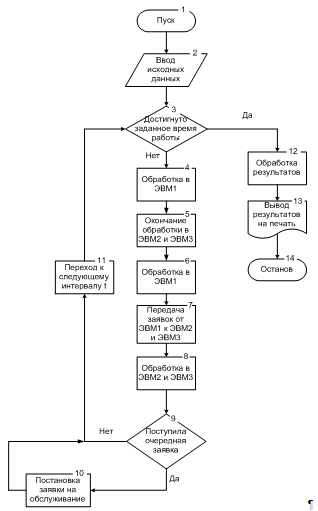 1
Пуск
2
Ввод
исходных
данных
3
Достигнуто
заданное время
работы
Да
Нет
4
Обработка в
ЭВМ1
5
Окончание
обработки в
ЭВМ2 и ЭВМ3
6
Обработка в
ЭВМ1
7
Передача
заявок от
ЭВМ1 к ЭВМ2
и ЭВМ3
8
Обработка в
ЭВМ2 и ЭВМ3
9
Поступила
очередная
заявка
Нет
Да
10
Постановка
заявки на
обслуживание
11
Переход к
следующему
интервалу t
12
Обработка
результатов
13
Вывод
результатов
на печать
14
Останов
¶